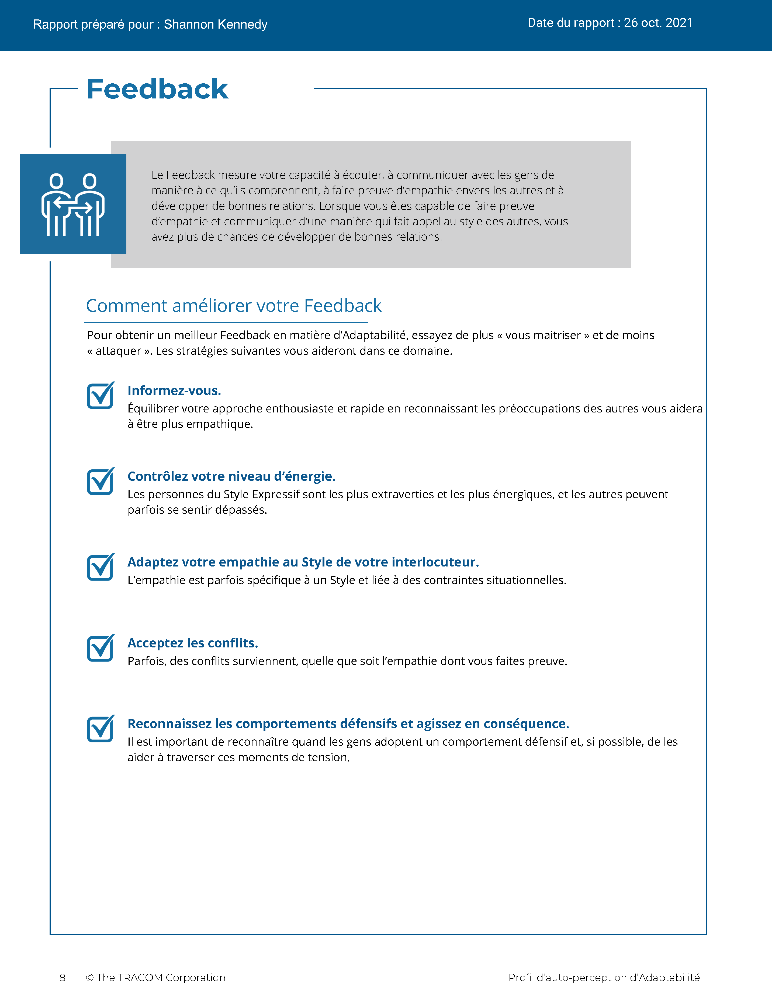 Rapport préparé pour : Shannon Kennedy
Date du rapport : 26 oct. 2021
Feedback
Le Feedback mesure votre capacité à écouter, à communiquer avec les gens de
manière à ce qu’ils comprennent, à faire preuve d’empathie envers les autres et à
développer de bonnes relations. Lorsque vous êtes capable de faire preuve
d’empathie et communiquer d’une manière qui fait appel au style des autres, vous
avez plus de chances de développer de bonnes relations.
Comment améliorer votre Feedback
Pour obtenir un meilleur Feedback en matière d’Adaptabilité, essayez de plus « vous maitriser » et de moins
« attaquer ». Les stratégies suivantes vous aideront dans ce domaine.
Informez-vous.
Équilibrer votre approche enthousiaste et rapide en reconnaissant les préoccupations des autres vous aidera
à être plus empathique.
Contrôlez votre niveau d’énergie.
Les personnes du Style Expressif sont les plus extraverties et les plus énergiques, et les autres peuvent
parfois se sentir dépassés.
Adaptez votre empathie au Style de votre interlocuteur.
L’empathie est parfois spécifique à un Style et liée à des contraintes situationnelles.
Acceptez les conflits.
Parfois, des conflits surviennent, quelle que soit l’empathie dont vous faites preuve.
Reconnaissez les comportements défensifs et agissez en conséquence.
Il est important de reconnaître quand les gens adoptent un comportement défensif et, si possible, de les
aider à traverser ces moments de tension.
8 © The TRACOM Corporation
Profil d’auto-perception d’Adaptabilité